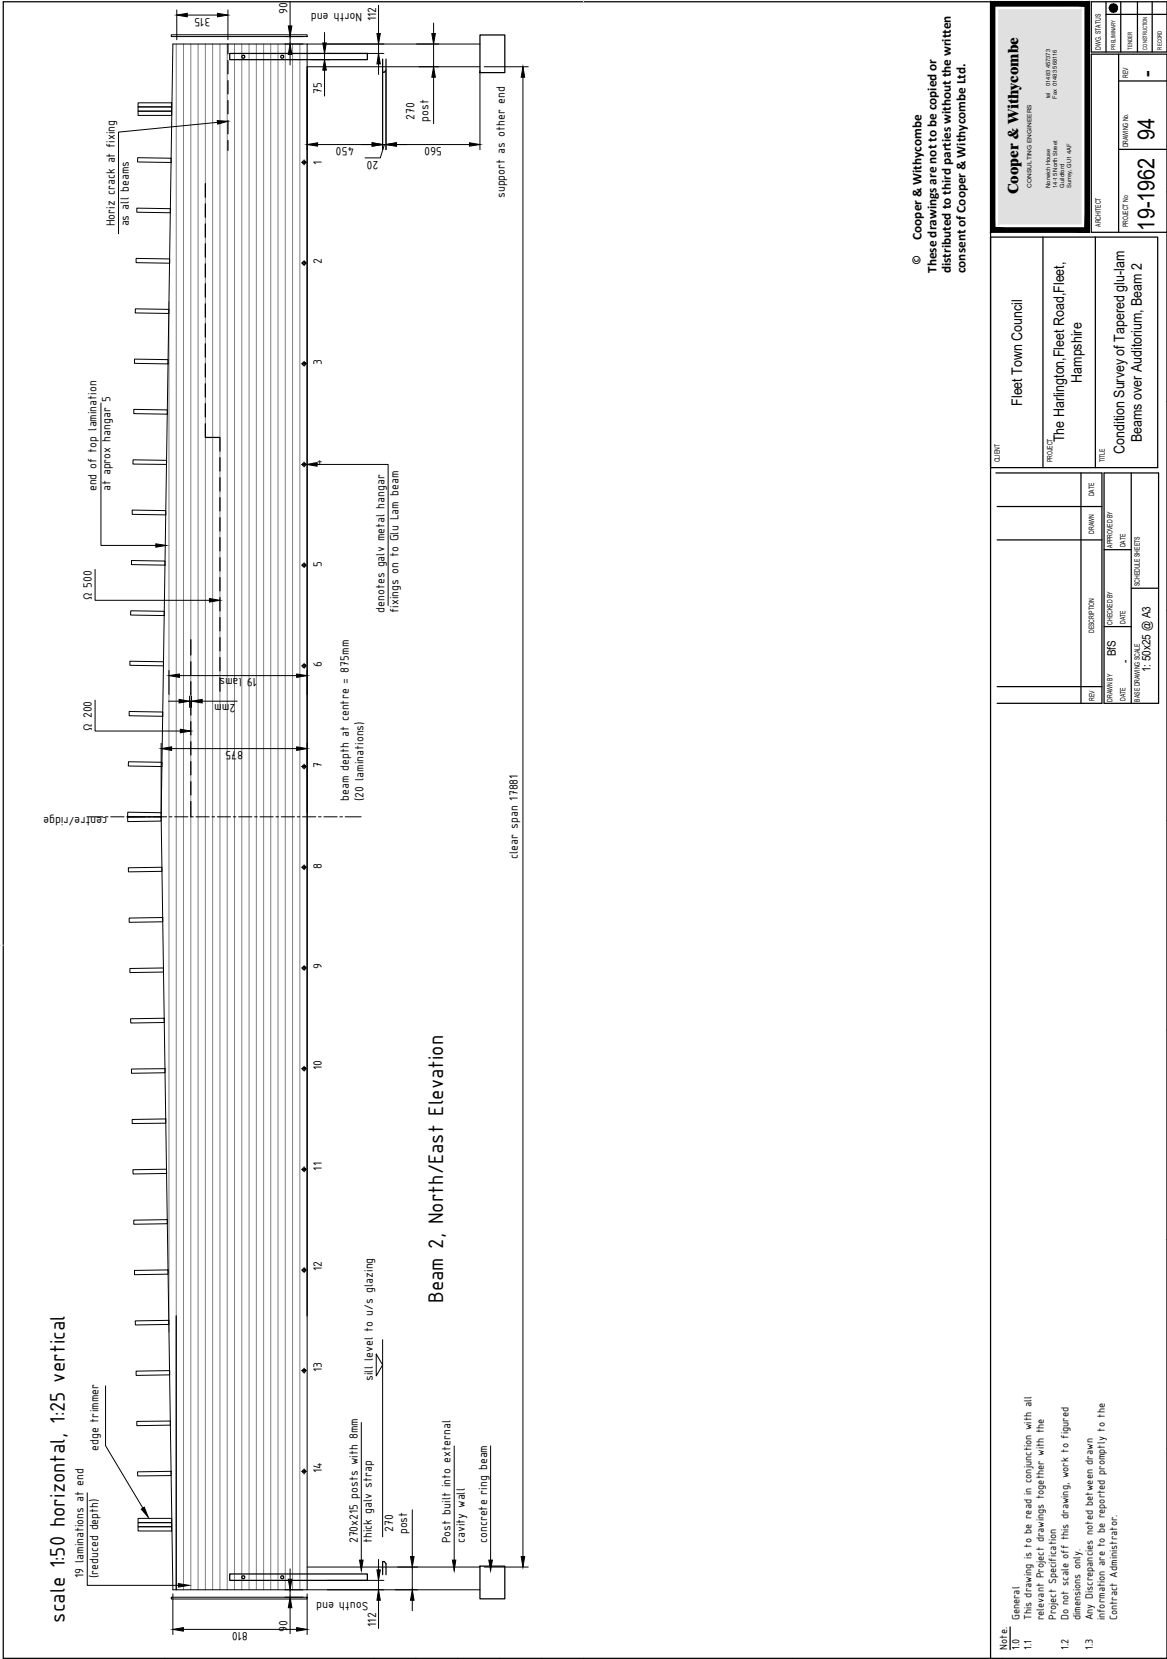 scale 1:50 horizontal, 1:25 vertical
19 laminations at end
(reduced depth)
edge trimmer
centre/ridge
Ω 200
Ω 500
end of top lamination
at aprox hangar 5
Horiz crack at fixing
as all beams
South end
North end
810
90
112
875
2mm
19 lams
315
90
112
75
14
13
12
11
10
9
8
7
6
5
4
3
2
1
270x215 posts with 8mm
thick galv strap
270
post
sill level to u/s glazing
Post built into external
cavity wall
concrete ring beam
beam depth at centre = 875mm
(20 laminations)
denotes galv metal hangar
fixings on to Glu Lam beam
450
20
560
270
post
support as other end
clear span 17881
Beam 2, North/East Elevation
© Cooper & Withycombe
These drawings are not to be copied or
distributed to third parties without the written
consent of Cooper & Withycombe Ltd.
Note
1.0 General
1.1 This drawing is to be read in conjunction with all
relevant Project drawings together with the
Project Specification
1.2 Do not scale off this drawing, work to figured
dimensions only.
1.3 Any Discrepancies noted between drawn
information are to be reported promptly to the
Contract Administrator.
REV DESCRIPTION DRAWN DATE
DRAWN BY BfS CHECKED BY APPROVED BY
DATE - DATE DATE
BASE DRAWING SCALE SCHEDULE SHEETS
1: 50x25 @ A3
CLIENT
Fleet Town Council
PROJECT
The Harlington,Fleet Road,Fleet,
Hampshire
TITLE
Condition Survey of Tapered glu-lam
Beams over Auditorium, Beam 2
Cooper & Withycombe
CONSULTING ENGINEERS
Norwich House
14-15 North Street
Guildford
Surrey, GU1 4AF
ARCHITECT
PROJECT No
19-1962
DRAWING No.
94
REV
-
DWG. STATUS
PRELIMINARY
TENDER
CONSTRUCTION
RECORD